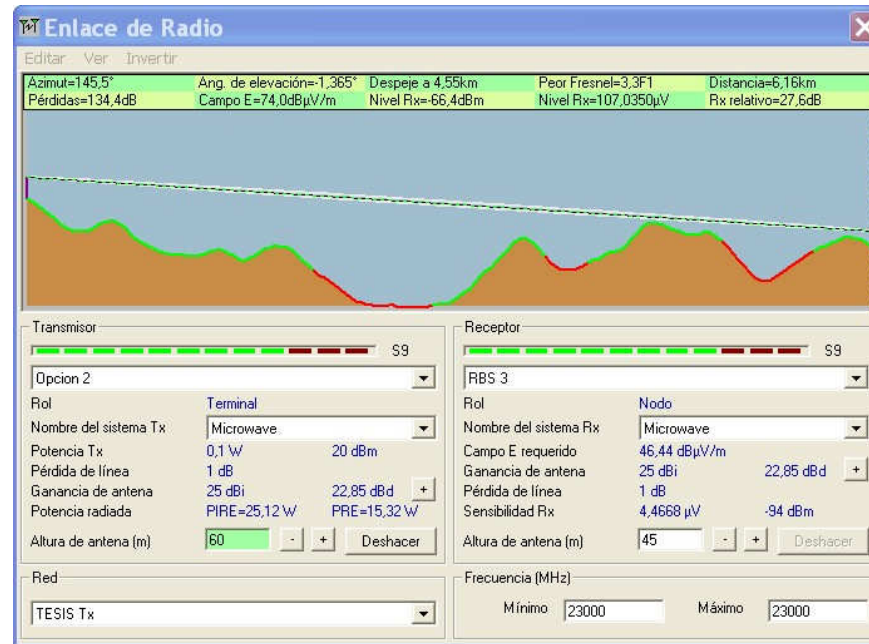 Enlace de Radio
Editar Ver Invertir
Azimut=145,5° Ang. de elevación=-1,365° Despeje a 4,55km Peor Fresnel=3,3F1 Distancia=6,16km
Pérdidas=134,4dB Campo E=74,0dBµV/m Nivel Rx=-66,4dBm Nivel Rx=107,0350µV Rx relativo=27,6dB
Transmisor
S9
Opcion 2
Rol Terminal
Nombre del sistema Tx Microwave
Potencia Tx 0,1 W 20 dBm
Pérdida de línea 1 dB
Ganancia de antena 25 dBi 22,85 dBd +
Potencia radiada PIRE=25,12 W PRE=15,32 W
Altura de antena (m) 60 - + Deshacer
Red
TESIS Tx
Receptor
S9
RBS 3
Rol Nodo
Nombre del sistema Rx Microwave
Campo E requerido 46,44 dBµV/m
Ganancia de antena 25 dBi 22,85 dBd +
Pérdida de línea 1 dB
Sensibilidad Rx 4,4668 µV -94 dBm
Altura de antena (m) 45 - + Deshacer
Frecuencia (MHz)
Mínimo 23000 Máximo 23000